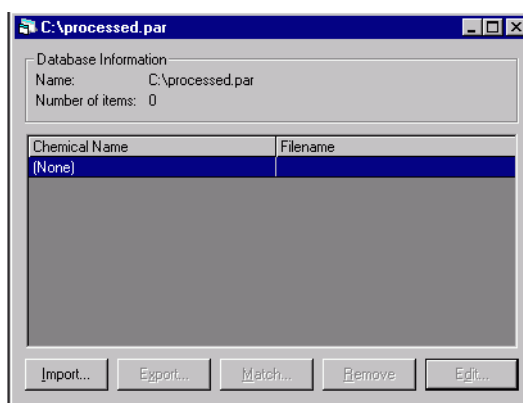 C:\processed.par
Database Information
Name: C:\processed.par
Number of items: 0
Chemical Name Filename
(None)
Import... Export... Match... Remove Edit...